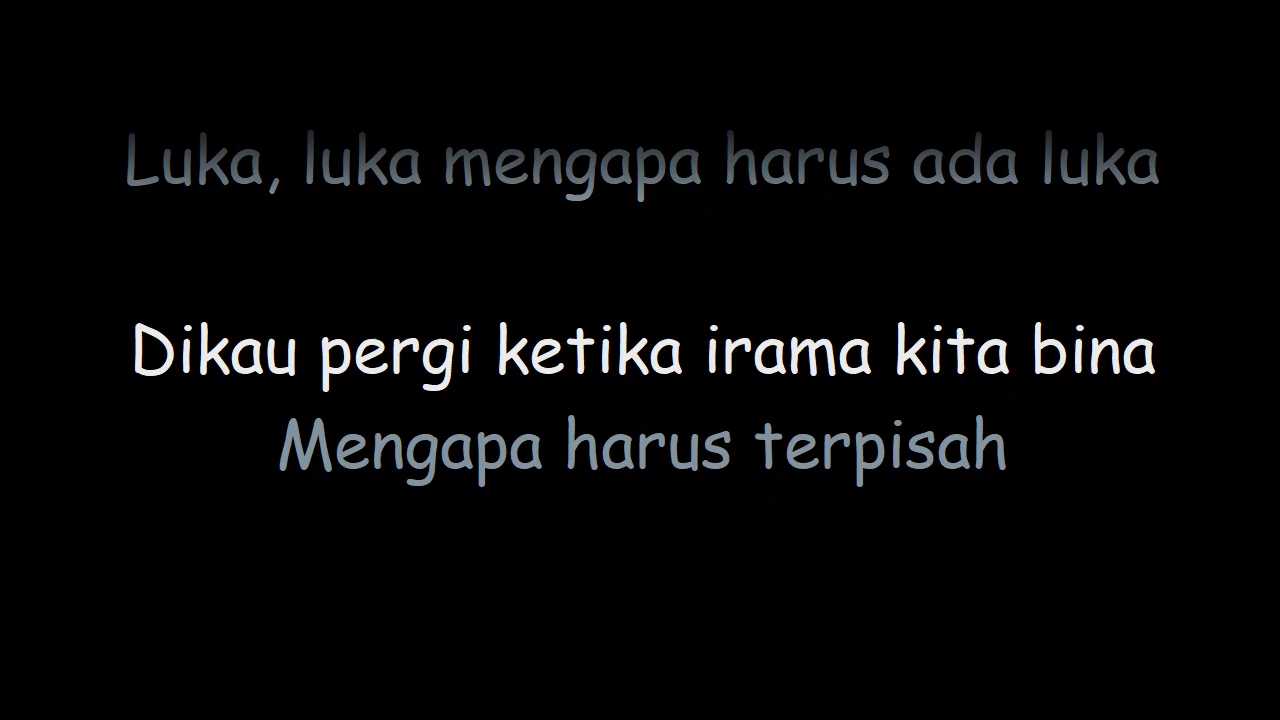 Luka, luka mengapa harus ada luka
Dikau pergi ketika irama kita bina
Mengapa harus terpisah